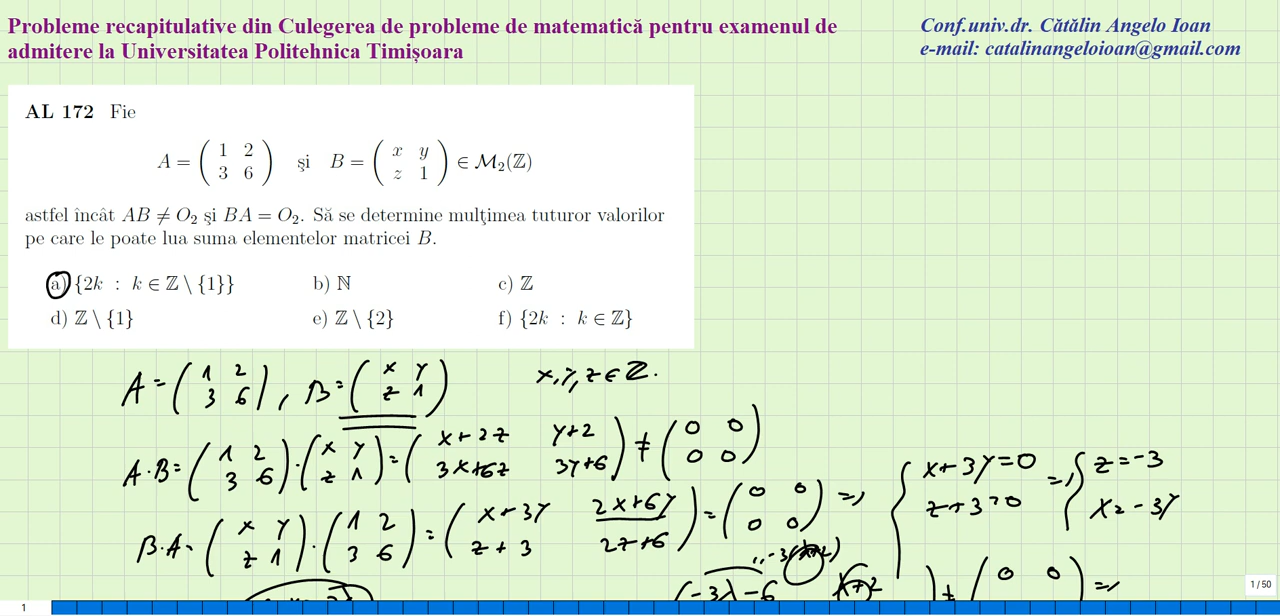 Probleme recapitulative din Culegerea de probleme de matematică pentru examenul de
admitere la Universitatea Politehnica Timișoara
Conf.univ.dr. Cătălin Angelo Ioan
e-mail: catalinangeloioan@gmail.com
AL 172 Fie
A = ( 1 2 ; 3 6 ) şi B = ( x y ; z 1 ) ∈ M₂(ℤ)
astfel încât AB ≠ O₂ şi BA = O₂. Să se determine mulţimea tuturor valorilor
pe care le poate lua suma elementelor matricei B.
a) {2k : k ∈ ℤ \ {1}} b) ℕ c) ℤ
d) ℤ \ {1} e) ℤ \ {2} f) {2k : k ∈ ℤ}
A = ( 1 2 ; 3 6 ) , B = ( x y ; z 1 ) x, y, z ∈ ℤ.
A·B = ( 1 2 ; 3 6 ) · ( x y ; z 1 ) = ( x+2z y+2 ; 3x+6z 3y+6 ) ≠ ( 0 0 ; 0 0 )
B·A = ( x y ; z 1 ) · ( 1 2 ; 3 6 ) = ( x+3y 2x+6y ; z+3 2z+6 ) = ( 0 0 ; 0 0 ) => { x+3y=0 ; z+3=0 => { z=-3 ; x=-3y
≠ ( 0 0 =>
1
1 / 50